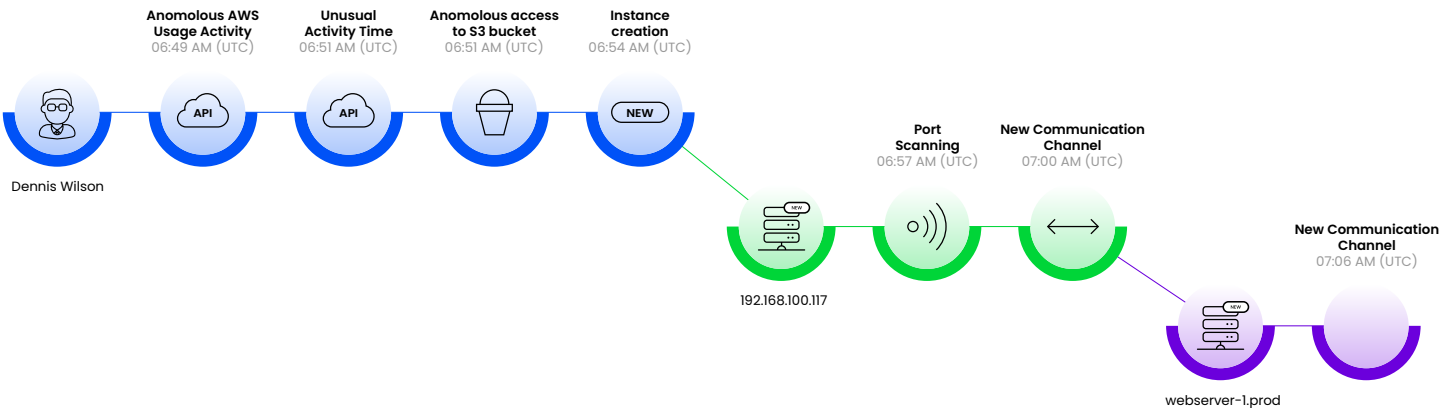 Anomolous AWS
Usage Activity
06:49 AM (UTC)
Unusual
Activity Time
06:51 AM (UTC)
Anomolous access
to S3 bucket
06:51 AM (UTC)
Instance
creation
06:54 AM (UTC)
API
API
NEW
Dennis Wilson
Port
Scanning
06:57 AM (UTC)
New Communication
Channel
07:00 AM (UTC)
NEW
192.168.100.117
New Communication
Channel
07:06 AM (UTC)
NEW
webserver-1.prod